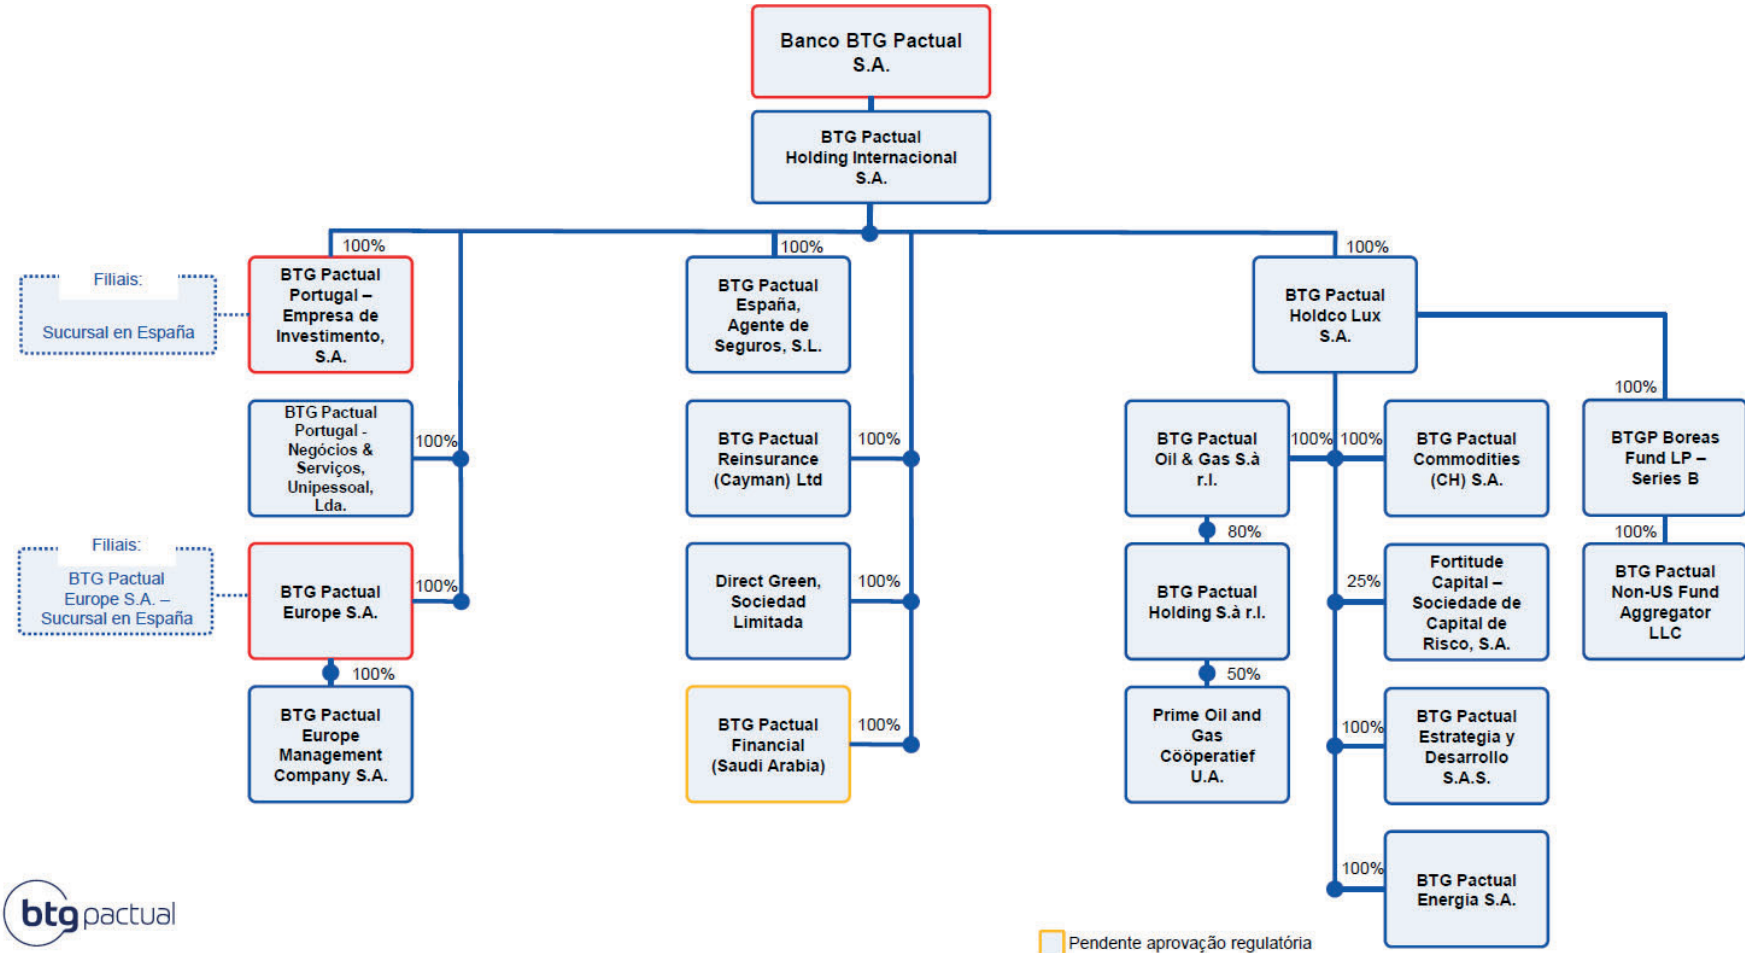 Banco BTG Pactual
S.A.
BTG Pactual
Holding Internacional
S.A.
100%
100%
100%
Filiais:
Sucursal en España
BTG Pactual
Portugal –
Empresa de
Investimento,
S.A.
BTG Pactual
España,
Agente de
Seguros, S.L.
BTG Pactual
Holdco Lux
S.A.
BTG Pactual
Portugal -
Negócios &
Serviços,
Unipessoal,
Lda.
100%
BTG Pactual
Reinsurance
(Cayman) Ltd
100%
BTG Pactual
Oil & Gas S.à
r.l.
100%
100%
BTG Pactual
Commodities
(CH) S.A.
100%
BTGP Boreas
Fund LP –
Series B
Filiais:
BTG Pactual
Europe S.A. –
Sucursal en España
BTG Pactual
Europe S.A.
100%
Direct Green,
Sociedad
Limitada
100%
80%
BTG Pactual
Holding S.à r.l.
25%
Fortitude
Capital –
Sociedade de
Capital de
Risco, S.A.
100%
BTG Pactual
Non-US Fund
Aggregator
LLC
100%
BTG Pactual
Europe
Management
Company S.A.
BTG Pactual
Financial
(Saudi Arabia)
100%
50%
Prime Oil and
Gas
Cööperatief
U.A.
100%
BTG Pactual
Estrategia y
Desarrollo
S.A.S.
100%
BTG Pactual
Energia S.A.
btg pactual
Pendente aprovação regulatória